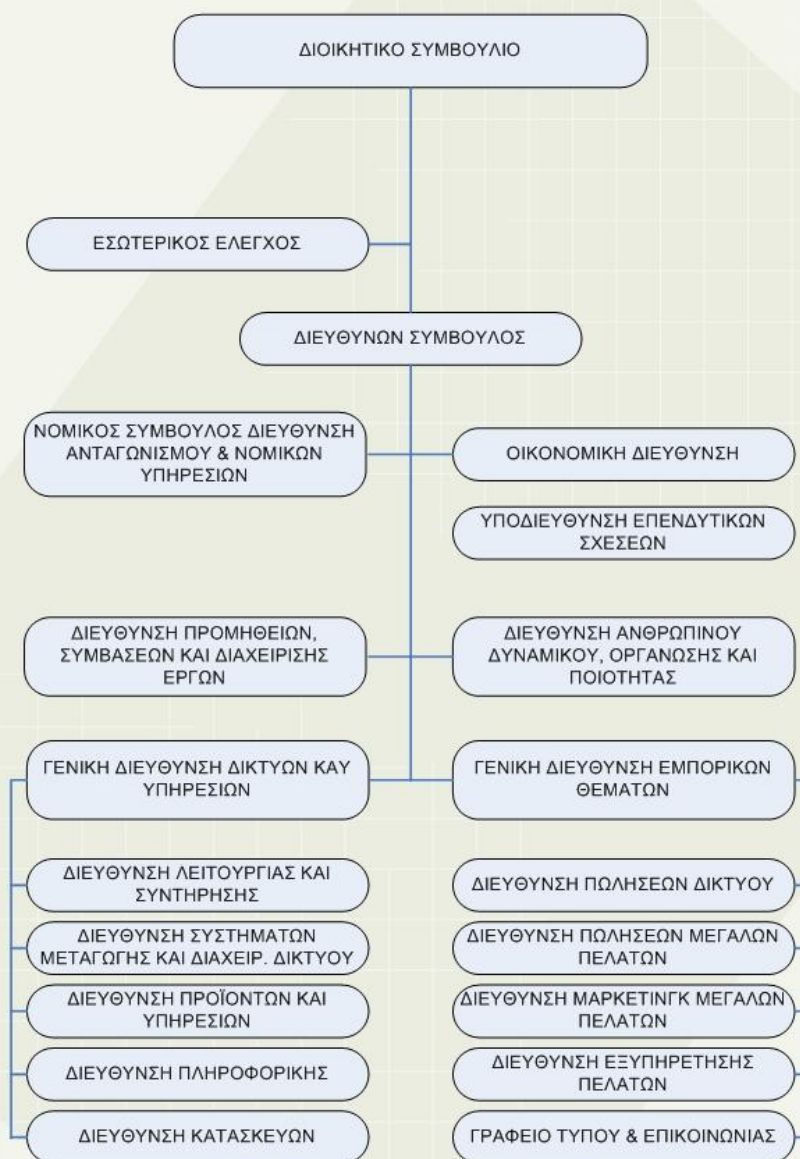 ΔΙΟΙΚΗΤΙΚΟ ΣΥΜΒΟΥΛΙΟ
ΕΣΩΤΕΡΙΚΟΣ ΕΛΕΓΧΟΣ
ΔΙΕΥΘΥΝΩΝ ΣΥΜΒΟΥΛΟΣ
ΝΟΜΙΚΟΣ ΣΥΜΒΟΥΛΟΣ ΔΙΕΥΘΥΝΣΗ
ΑΝΤΑΓΩΝΙΣΜΟΥ & ΝΟΜΙΚΩΝ
ΥΠΗΡΕΣΙΩΝ
ΟΙΚΟΝΟΜΙΚΗ ΔΙΕΥΘΥΝΣΗ
ΥΠΟΔΙΕΥΘΥΝΣΗ ΕΠΕΝΔΥΤΙΚΩΝ
ΣΧΕΣΕΩΝ
ΔΙΕΥΘΥΝΣΗ ΠΡΟΜΗΘΕΙΩΝ,
ΣΥΜΒΑΣΕΩΝ ΚΑΙ ΔΙΑΧΕΙΡΙΣΗΣ
ΕΡΓΩΝ
ΔΙΕΥΘΥΝΣΗ ΑΝΘΡΩΠΙΝΟΥ
ΔΥΝΑΜΙΚΟΥ, ΟΡΓΑΝΩΣΗΣ ΚΑΙ
ΠΟΙΟΤΗΤΑΣ
ΓΕΝΙΚΗ ΔΙΕΥΘΥΝΣΗ ΔΙΚΤΥΩΝ ΚΑΥ
ΥΠΗΡΕΣΙΩΝ
ΓΕΝΙΚΗ ΔΙΕΥΘΥΝΣΗ ΕΜΠΟΡΙΚΩΝ
ΘΕΜΑΤΩΝ
ΔΙΕΥΘΥΝΣΗ ΛΕΙΤΟΥΡΓΙΑΣ ΚΑΙ
ΣΥΝΤΗΡΗΣΗΣ
ΔΙΕΥΘΥΝΣΗ ΣΥΣΤΗΜΑΤΩΝ
ΜΕΤΑΓΩΓΗΣ ΚΑΙ ΔΙΑΧΕΙΡ. ΔΙΚΤΥΟΥ
ΔΙΕΥΘΥΝΣΗ ΠΡΟΪΟΝΤΩΝ ΚΑΙ
ΥΠΗΡΕΣΙΩΝ
ΔΙΕΥΘΥΝΣΗ ΠΛΗΡΟΦΟΡΙΚΗΣ
ΔΙΕΥΘΥΝΣΗ ΚΑΤΑΣΚΕΥΩΝ
ΔΙΕΥΘΥΝΣΗ ΠΩΛΗΣΕΩΝ ΔΙΚΤΥΟΥ
ΔΙΕΥΘΥΝΣΗ ΠΩΛΗΣΕΩΝ ΜΕΓΑΛΩΝ
ΠΕΛΑΤΩΝ
ΔΙΕΥΘΥΝΣΗ ΜΑΡΚΕΤΙΝΓΚ ΜΕΓΑΛΩΝ
ΠΕΛΑΤΩΝ
ΔΙΕΥΘΥΝΣΗ ΕΞΥΠΗΡΕΤΗΣΗΣ
ΠΕΛΑΤΩΝ
ΓΡΑΦΕΙΟ ΤΥΠΟΥ & ΕΠΙΚΟΙΝΩΝΙΑΣ